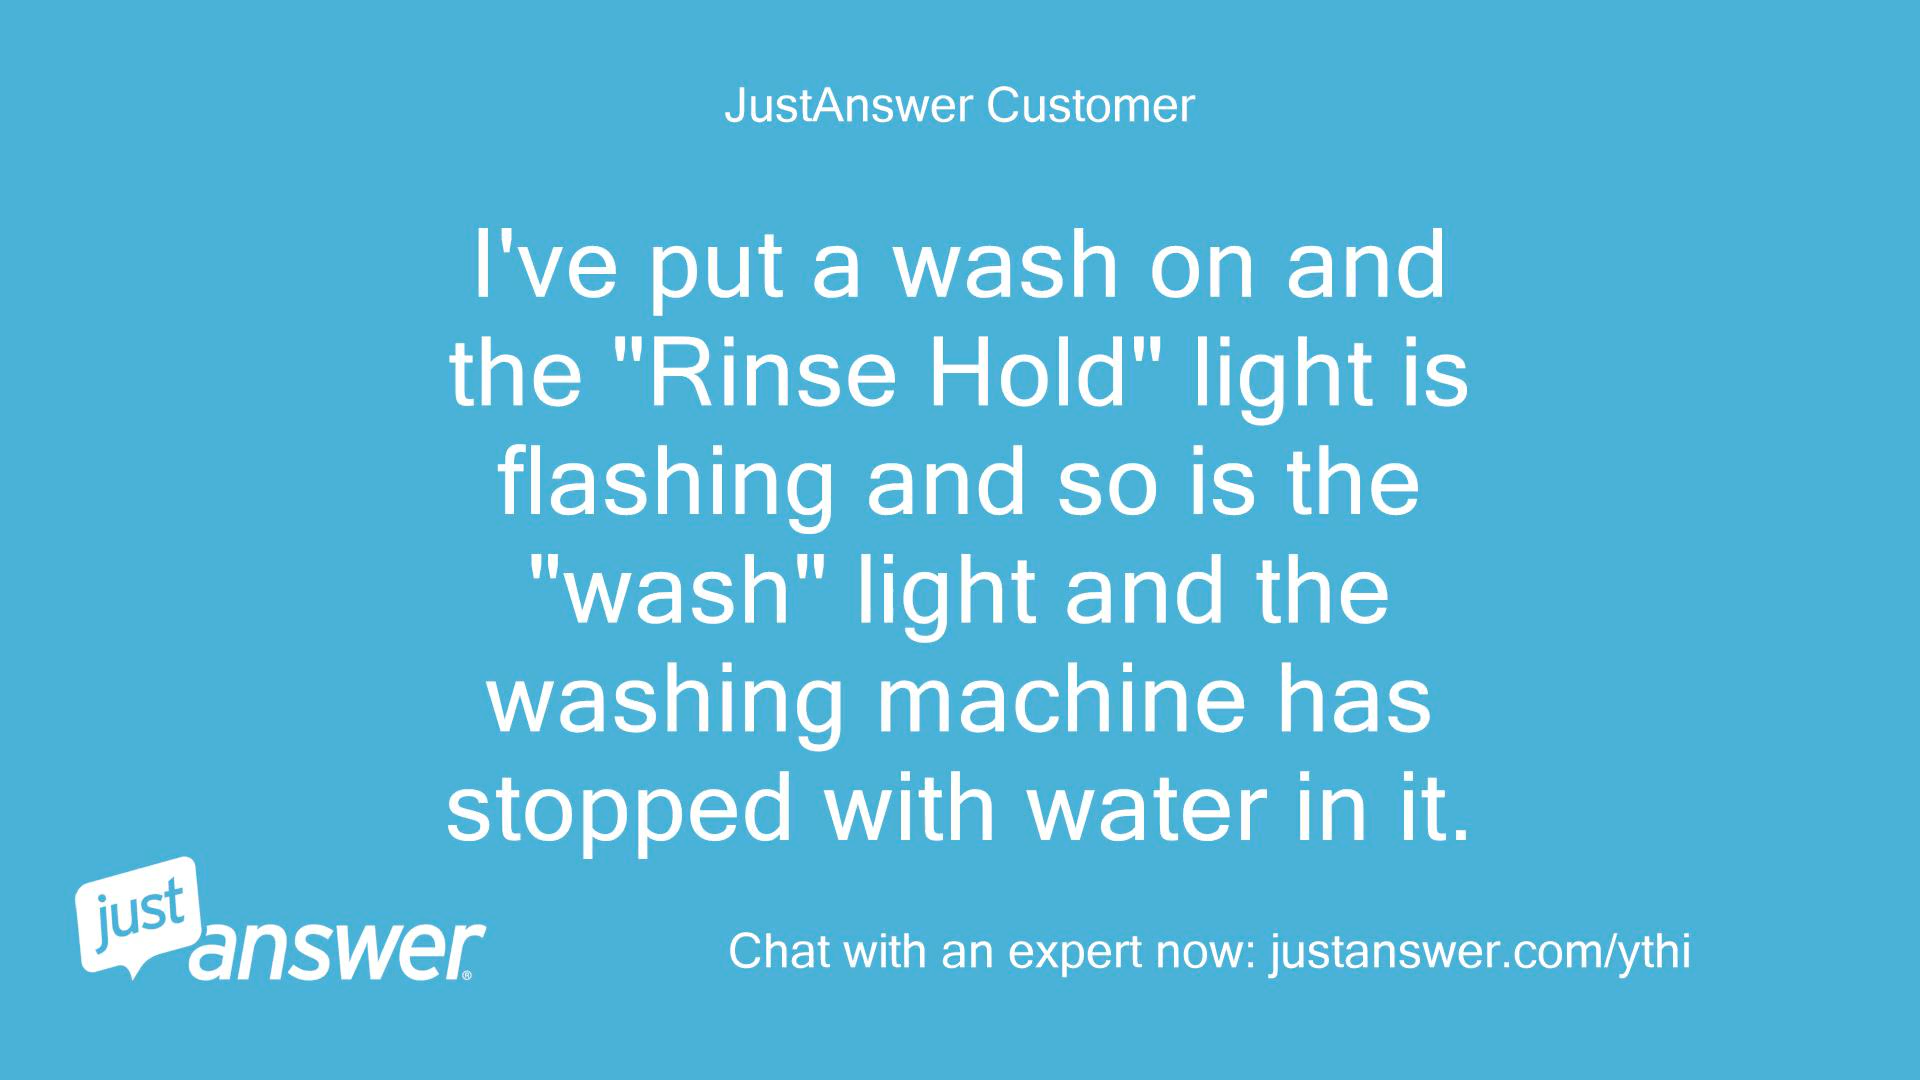 JustAnswer Customer
I've put a wash on and
the "Rinse Hold" light is
flashing and so is the
"wash" light and the
washing machine has
stopped with water in it.
just
answer®
Chat with an expert now: justanswer.com/ythi